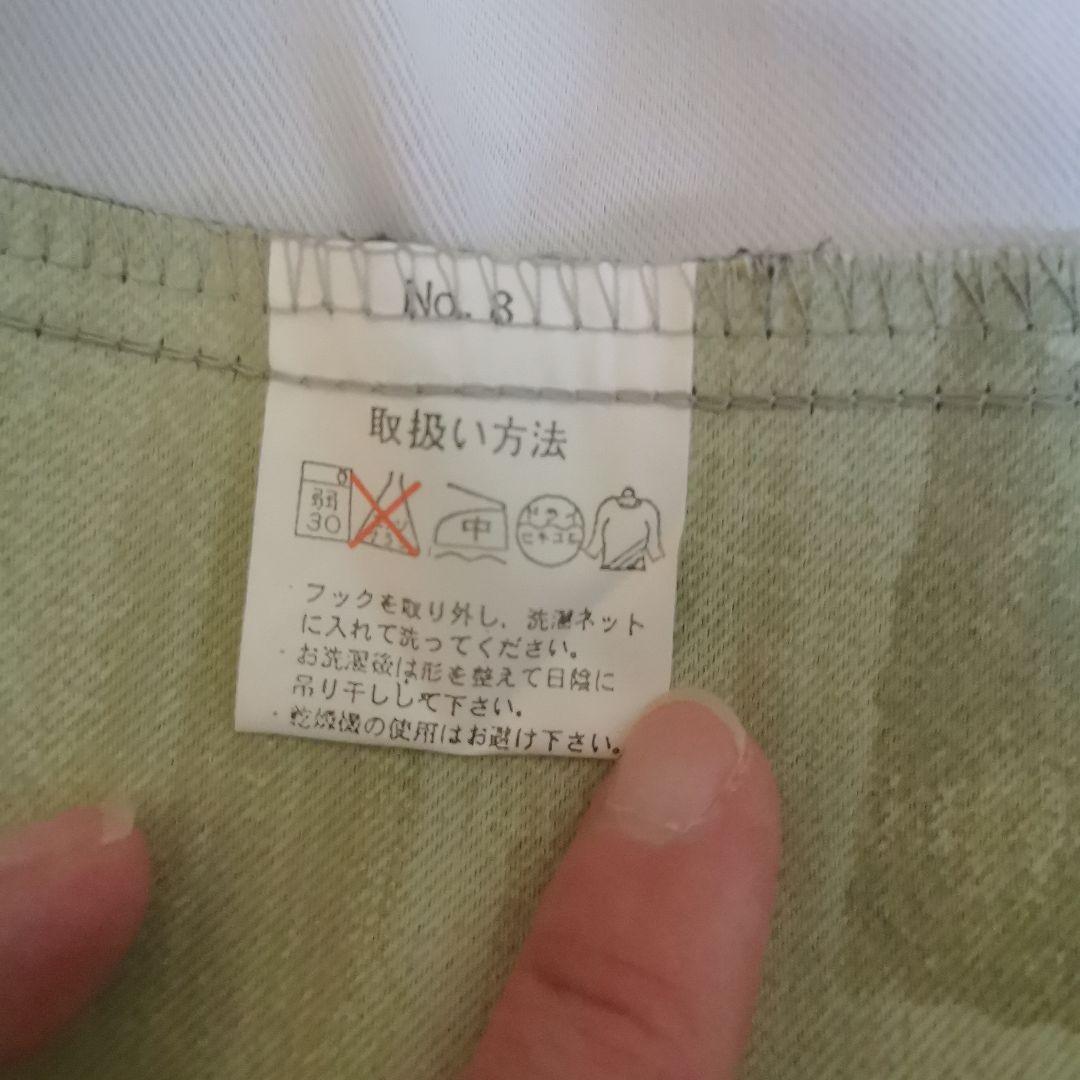 No. 3
取扱い方法
弱
30
中
ドライ
セキユ系
・フックを取り外し、洗濯ネット
に入れて洗ってください。
・お洗濯後は形を整えて日陰に
吊り干しして下さい。
・乾燥機の使用はお避け下さい。